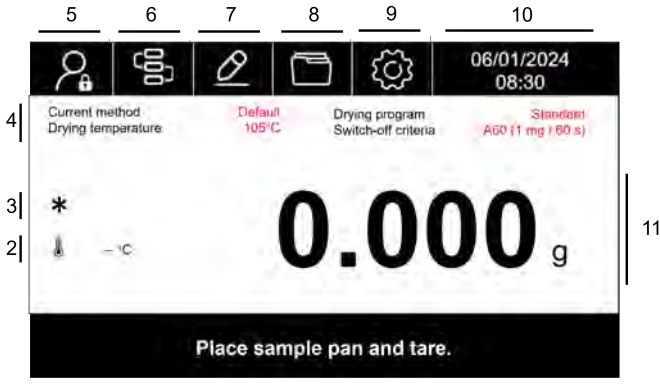 5 6 7 8 9 10
06/01/2024
08:30
4
Current method Default Drying program Standard
Drying temperature 105°C Switch-off criteria A60 (1 mg / 60 s)
3 *
0.000 g
11
2 – °C
Place sample pan and tare.